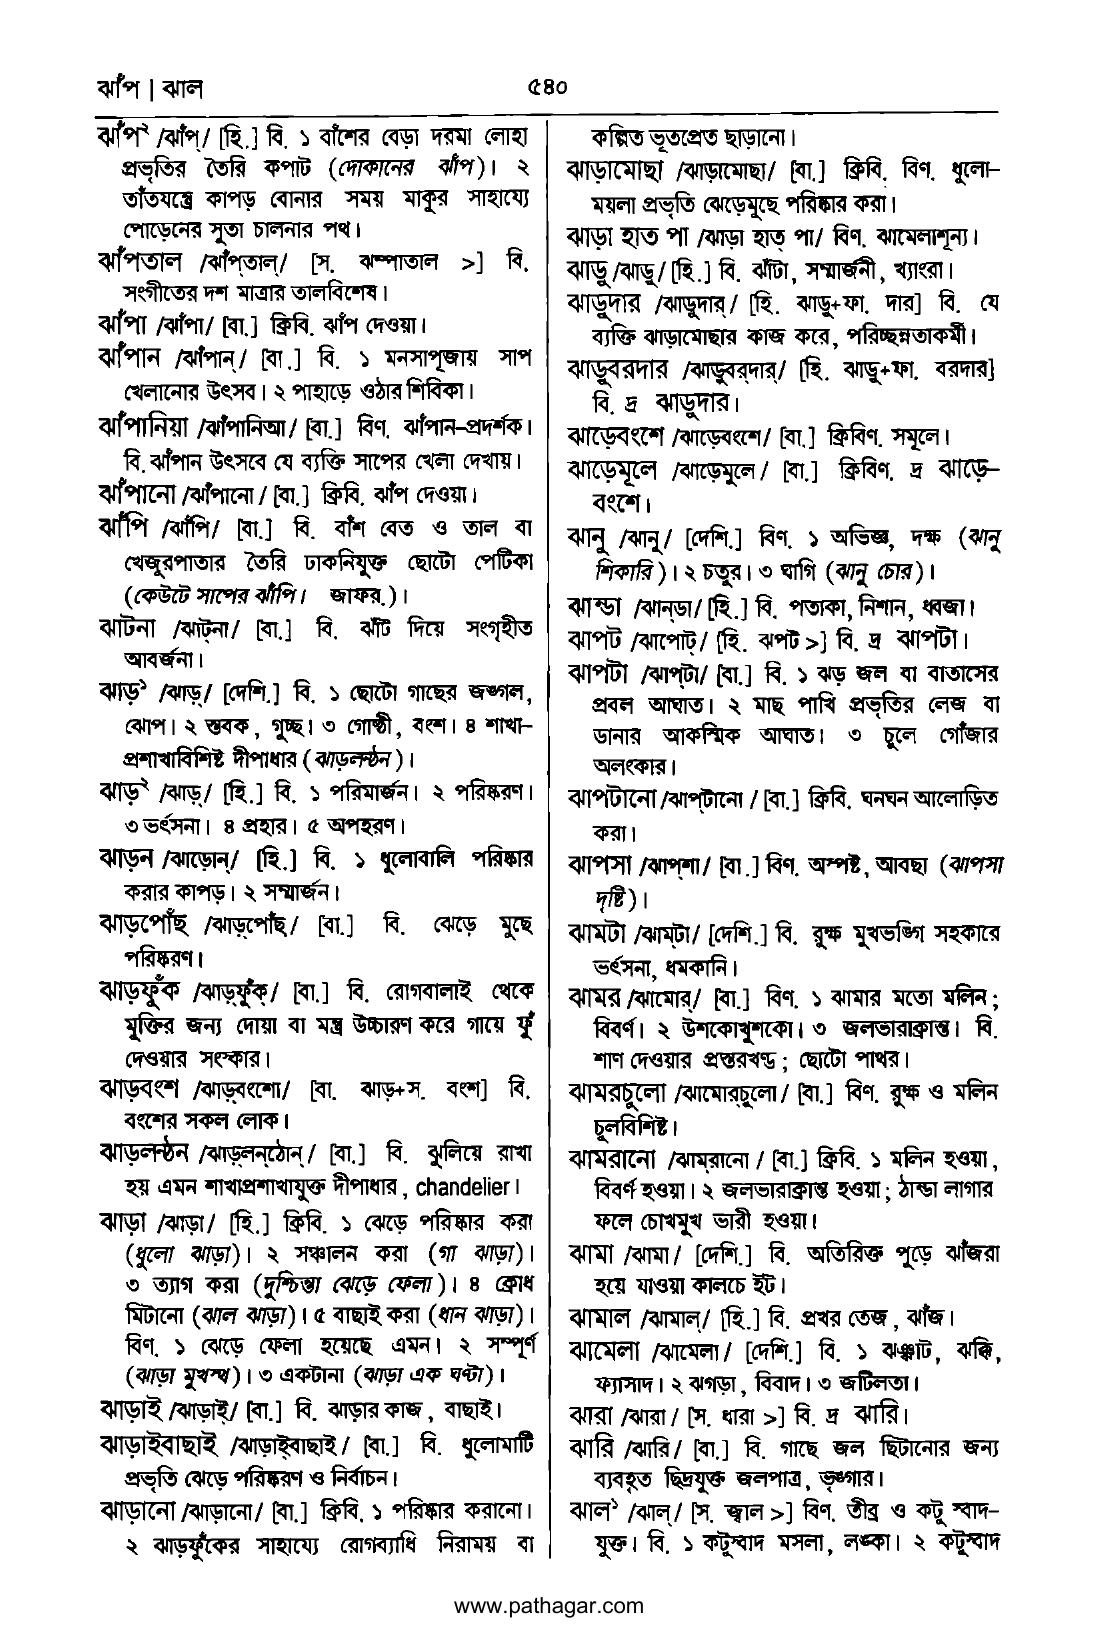 ঝাঁপ | ঝাল
৫৪০
ঝাঁপ² /ঝাঁপ্/ [হি.] বি. ১ বাঁশের বেড়া দরমা লোহা
প্রভৃতির তৈরি কপাট (দোকানের ঝাঁপ)। ২
তাঁতযন্ত্রে কাপড় বোনার সময় মাকুর সাহায্যে
পোড়েনের সুতা চালনার পথ।
ঝাঁপতাল /ঝাঁপ্‌তাল্/ [স. ঝম্পাতাল >] বি.
সংগীতের দশ মাত্রার তালবিশেষ।
ঝাঁপা /ঝাঁপা/ [বা.] ক্রিবি. ঝাঁপ দেওয়া।
ঝাঁপান /ঝাঁপান্/ [বা.] বি. ১ মনসাপূজায় সাপ
খেলানোর উৎসব। ২ পাহাড়ে ওঠার শিবিকা।
ঝাঁপানিয়া /ঝাঁপানিআ/ [বা.] বিণ. ঝাঁপান-প্রদর্শক।
বি. ঝাঁপান উৎসবে যে ব্যক্তি সাপের খেলা দেখায়।
ঝাঁপানো /ঝাঁপানো/ [বা.] ক্রিবি. ঝাঁপ দেওয়া।
ঝাঁপি /ঝাঁপি/ [বা.] বি. বাঁশ বেত ও তাল বা
খেজুরপাতার তৈরি ঢাকনিযুক্ত ছোটো পেটিকা
(কেউটে সাপের ঝাঁপি। জাফর.)।
ঝাটনা /ঝাট্‌না/ [বা.] বি. ঝাঁট দিয়ে সংগৃহীত
আবর্জনা।
ঝাড়¹ /ঝাড়্/ [দেশি.] বি. ১ ছোটো গাছের জঙ্গল,
ঝোপ। ২ স্তবক, গুচ্ছ। ৩ গোষ্ঠী, বংশ। ৪ শাখা-
প্রশাখাবিশিষ্ট দীপাধার (ঝাড়লণ্ঠন)।
ঝাড়² /ঝাড়্/ [হি.] বি. ১ পরিমার্জন। ২ পরিষ্করণ।
৩ ভর্ৎসনা। ৪ প্রহার। ৫ অপহরণ।
ঝাড়ন /ঝাড়োন্/ [হি.] বি. ১ ধুলোবালি পরিষ্কার
করার কাপড়। ২ সম্মার্জন।
ঝাড়পোঁছ /ঝাড়্‌পোঁছ্/ [বা.] বি. ঝেড়ে মুছে
পরিষ্করণ।
ঝাড়ফুঁক /ঝাড়্‌ফুঁক্/ [বা.] বি. রোগবালাই থেকে
মুক্তির জন্য দোয়া বা মন্ত্র উচ্চারণ করে গায়ে ফুঁ
দেওয়ার সংস্কার।
ঝাড়বংশ /ঝাড়্‌বংশো/ [বা. ঝাড়+স. বংশ] বি.
বংশের সকল লোক।
ঝাড়লণ্ঠন /ঝাড়্‌লন্‌ঠোন্/ [বা.] বি. ঝুলিয়ে রাখা
হয় এমন শাখাপ্রশাখাযুক্ত দীপাধার, chandelier।
ঝাড়া /ঝাড়া/ [হি.] ক্রিবি. ১ ঝেড়ে পরিষ্কার করা
(ধুলো ঝাড়া)। ২ সঞ্চালন করা (গা ঝাড়া)।
৩ ত্যাগ করা (দুশ্চিন্তা ঝেড়ে ফেলা)। ৪ ক্রোধ
মিটানো (ঝাল ঝাড়া)। ৫ বাছাই করা (ধান ঝাড়া)।
বিণ. ১ ঝেড়ে ফেলা হয়েছে এমন। ২ সম্পূর্ণ
(ঝাড়া মুখস্থ)। ৩ একটানা (ঝাড়া এক ঘণ্টা)।
ঝাড়াই /ঝাড়াই্/ [বা.] বি. ঝাড়ার কাজ, বাছাই।
ঝাড়াইবাছাই /ঝাড়াই্‌বাছাই্/ [বা.] বি. ধুলোমাটি
প্রভৃতি ঝেড়ে পরিষ্করণ ও নির্বাচন।
ঝাড়ানো /ঝাড়ানো/ [বা.] ক্রিবি. ১ পরিষ্কার করানো।
২ ঝাড়ফুঁকের সাহায্যে রোগব্যাধি নিরাময় বা
কল্পিত ভূতপ্রেত ছাড়ানো।
ঝাড়ামোছা /ঝাড়ামোছা/ [বা.] ক্রিবি. বিণ. ধুলো-
ময়লা প্রভৃতি ঝেড়েমুছে পরিষ্কার করা।
ঝাড়া হাত পা /ঝাড়া হাত্ পা/ বিণ. ঝামেলাশূন্য।
ঝাড়ু /ঝাড়ু/ [হি.] বি. ঝাঁটা, সম্মার্জনী, খ্যাংরা।
ঝাড়ুদার /ঝাড়ুদার্/ [হি. ঝাড়ু+ফা. দার] বি. যে
ব্যক্তি ঝাড়ামোছার কাজ করে, পরিচ্ছন্নতাকর্মী।
ঝাড়ুবরদার /ঝাড়ুবর্‌দার্/ [হি. ঝাড়ু+ফা. বরদার]
বি. দ্র ঝাড়ুদার।
ঝাড়েবংশে /ঝাড়েবংশে/ [বা.] ক্রিবিণ. সমূলে।
ঝাড়েমূলে /ঝাড়েমুলে/ [বা.] ক্রিবিণ. দ্র ঝাড়ে-
বংশে।
ঝানু /ঝানু/ [দেশি.] বিণ. ১ অভিজ্ঞ, দক্ষ (ঝানু
শিকারি)। ২ চতুর। ৩ ঘাগি (ঝানু চোর)।
ঝান্ডা /ঝান্‌ডা/ [হি.] বি. পতাকা, নিশান, ধ্বজা।
ঝাপট /ঝাপোট্/ [হি. ঝপট >] বি. দ্র ঝাপটা।
ঝাপটা /ঝাপ্‌টা/ [বা.] বি. ১ ঝড় জল বা বাতাসের
প্রবল আঘাত। ২ মাছ পাখি প্রভৃতির লেজ বা
ডানার আকস্মিক আঘাত। ৩ চুলে গোঁজার
অলংকার।
ঝাপটানো /ঝাপ্‌টানো/ [বা.] ক্রিবি. ঘনঘন আলোড়িত
করা।
ঝাপসা /ঝাপ্‌শা/ [বা.] বিণ. অস্পষ্ট, আবছা (ঝাপসা
দৃষ্টি)।
ঝামটা /ঝাম্‌টা/ [দেশি.] বি. রুক্ষ মুখভঙ্গি সহকারে
ভর্ৎসনা, ধমকানি।
ঝামর /ঝামোর্/ [বা.] বিণ. ১ ঝামার মতো মলিন;
বিবর্ণ। ২ উশকোখুশকো। ৩ জলভারাক্রান্ত। বি.
শাণ দেওয়ার প্রস্তরখণ্ড; ছোটো পাথর।
ঝামরচুলো /ঝামোর্‌চুলো/ [বা.] বিণ. রুক্ষ ও মলিন
চুলবিশিষ্ট।
ঝামরানো /ঝাম্‌রানো/ [বা.] ক্রিবি. ১ মলিন হওয়া,
বিবর্ণ হওয়া। ২ জলভারাক্রান্ত হওয়া; ঠান্ডা লাগার
ফলে চোখমুখ ভারী হওয়া।
ঝামা /ঝামা/ [দেশি.] বি. অতিরিক্ত পুড়ে ঝাঁজরা
হয়ে যাওয়া কালচে ইট।
ঝামাল /ঝামাল্/ [হি.] বি. প্রখর তেজ, ঝাঁজ।
ঝামেলা /ঝামেলা/ [দেশি.] বি. ১ ঝঞ্ঝাট, ঝক্কি,
ফ্যাসাদ। ২ ঝগড়া, বিবাদ। ৩ জটিলতা।
ঝারা /ঝারা/ [স. ধারা >] বি. দ্র ঝারি।
ঝারি /ঝারি/ [বা.] বি. গাছে জল ছিটানোর জন্য
ব্যবহৃত ছিদ্রযুক্ত জলপাত্র, ভৃঙ্গার।
ঝাল¹ /ঝাল্/ [স. জ্বাল >] বিণ. তীব্র ও কটু স্বাদ-
যুক্ত। বি. ১ কটুস্বাদ মসলা, লঙ্কা। ২ কটুস্বাদ
www.pathagar.com